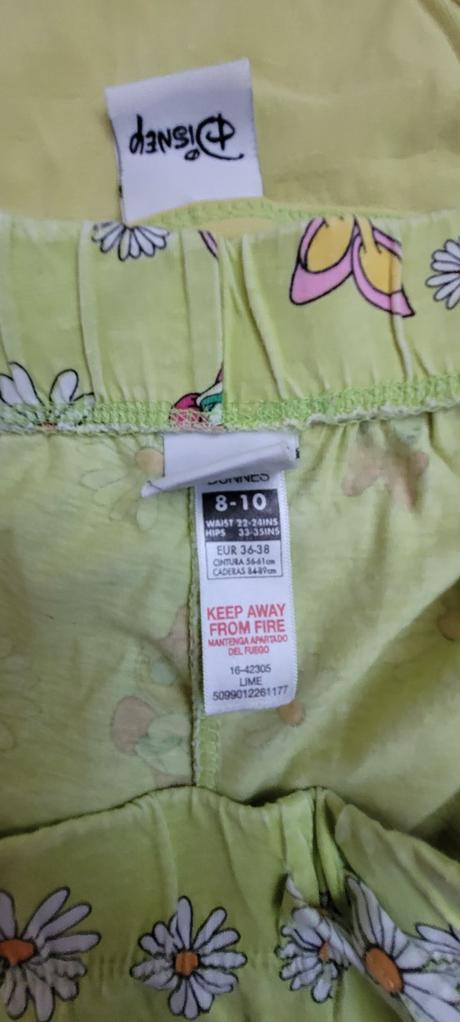 Disney
DUNNES
8-10
WAIST 22-24INS
HIPS 33-35INS
EUR 36-38
CINTURA 56-61cm
CADERAS 84-89cm
KEEP AWAY
FROM FIRE
MANTENGA APARTADO
DEL FUEGO
16-42305
LIME
5099012261177